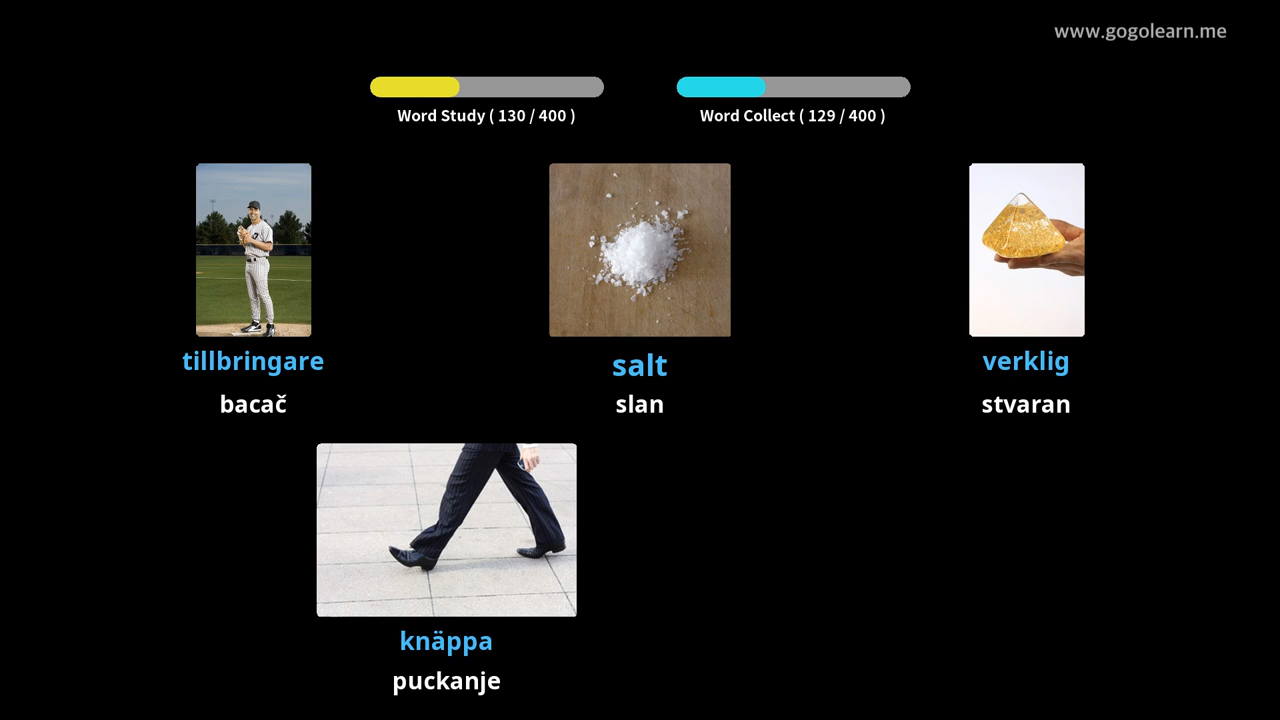 www.gogolearn.me
Word Study ( 130 / 400 )
Word Collect ( 129 / 400 )
tillbringare
bacač
salt
slan
verklig
stvaran
knäppa
puckanje